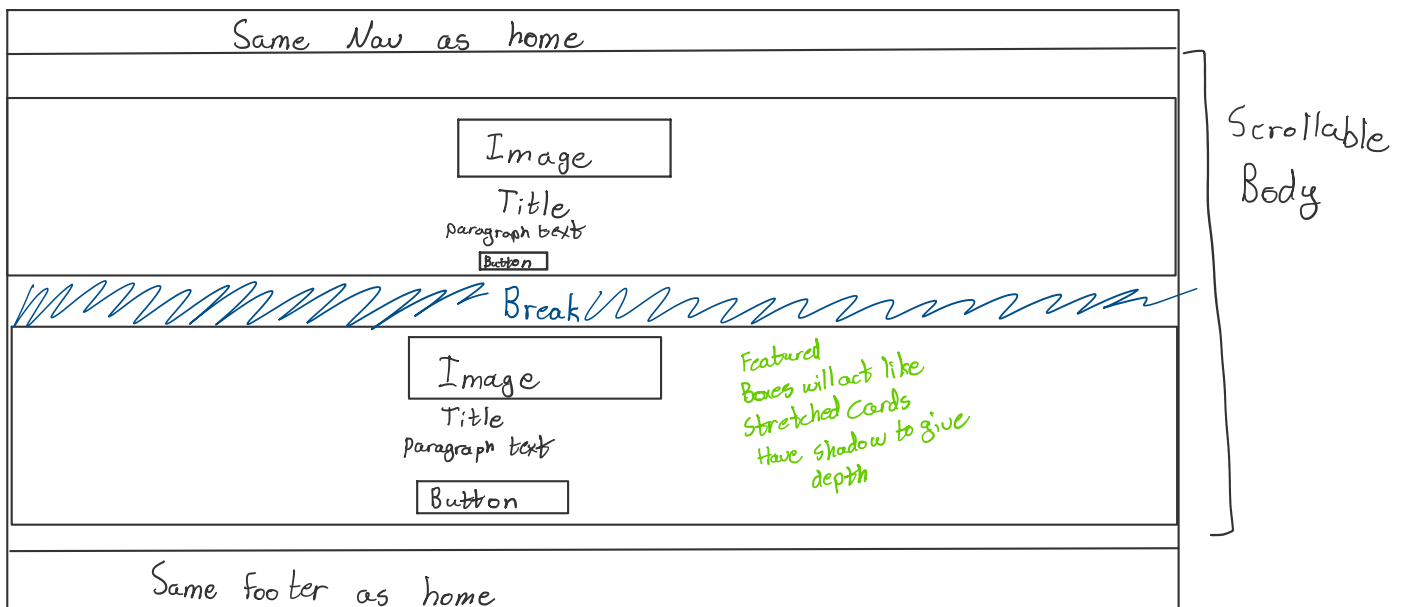 Same Nav as home
Scrollable
Body
Image
Title
paragraph text
Button
Break
Image
Title
paragraph text
Button
Featured
Boxes will act like
Stretched Cards
Have shadow to give
depth
Same footer as home